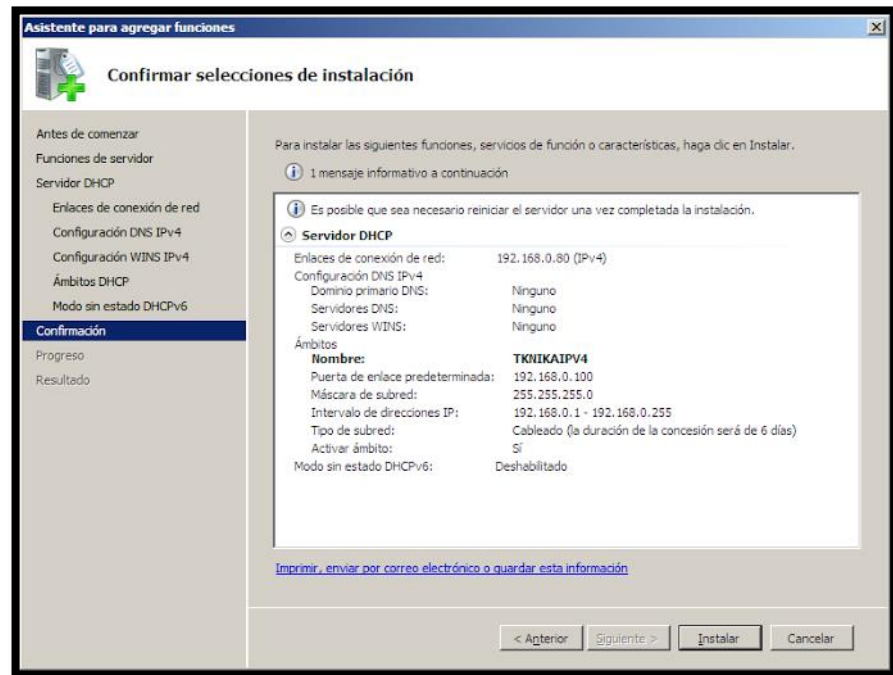 Asistente para agregar funciones
Confirmar selecciones de instalación
Antes de comenzar
Funciones de servidor
Servidor DHCP
Enlaces de conexión de red
Configuración DNS IPv4
Configuración WINS IPv4
Ámbitos DHCP
Modo sin estado DHCPv6
Confirmación
Progreso
Resultado
Para instalar las siguientes funciones, servicios de función o características, haga clic en Instalar.
1 mensaje informativo a continuación
Es posible que sea necesario reiniciar el servidor una vez completada la instalación.
Servidor DHCP
Enlaces de conexión de red: 192.168.0.80 (IPv4)
Configuración DNS IPv4
Dominio primario DNS: Ninguno
Servidores DNS: Ninguno
Servidores WINS: Ninguno
Ámbitos
Nombre: TKNIKAIPV4
Puerta de enlace predeterminada: 192.168.0.100
Máscara de subred: 255.255.255.0
Intervalo de direcciones IP: 192.168.0.1 - 192.168.0.255
Tipo de subred: Cableado (la duración de la concesión será de 6 días)
Activar ámbito: Sí
Modo sin estado DHCPv6: Deshabilitado
Imprimir, enviar por correo electrónico o guardar esta información
< Anterior Siguiente > Instalar Cancelar